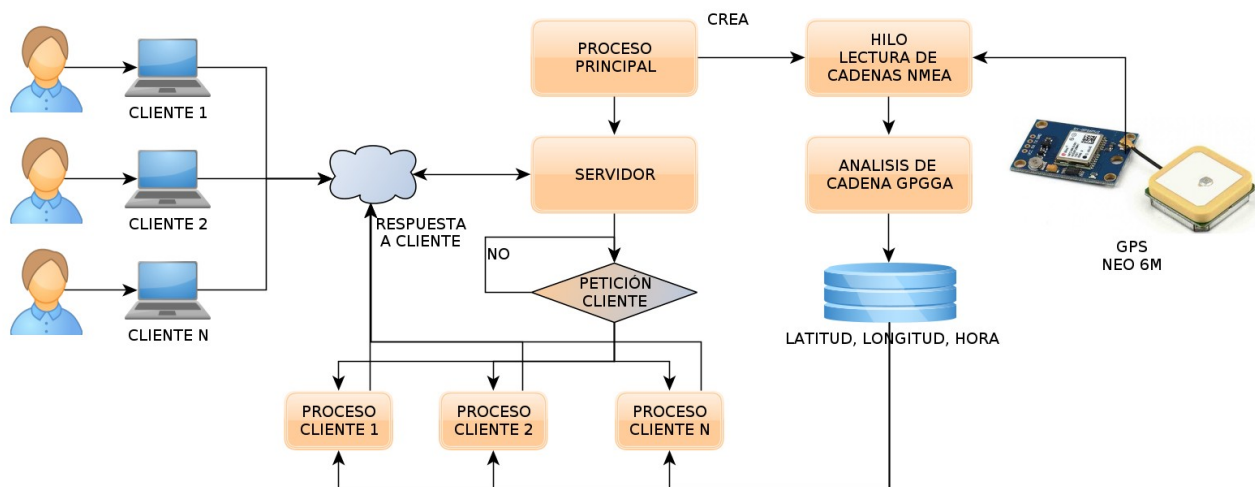 CREA
PROCESO
PRINCIPAL
HILO
LECTURA DE
CADENAS NMEA
CLIENTE 1
SERVIDOR
ANALISIS DE
CADENA GPGGA
CLIENTE 2
RESPUESTA
A CLIENTE
NO
PETICIÓN
CLIENTE
GPS
NEO 6M
CLIENTE N
LATITUD, LONGITUD, HORA
PROCESO
CLIENTE 1
PROCESO
CLIENTE 2
PROCESO
CLIENTE N